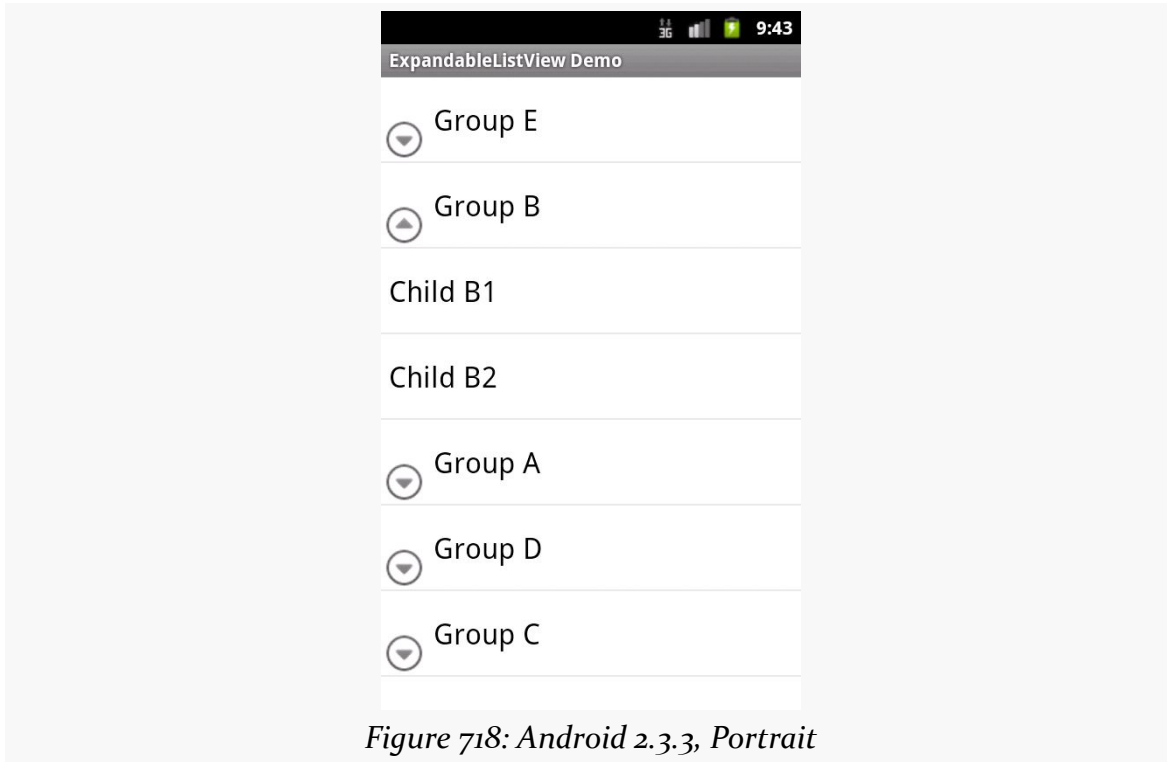 3G 9:43
ExpandableListView Demo
Group E
Group B
Child B1
Child B2
Group A
Group D
Group C
Figure 718: Android 2.3.3, Portrait